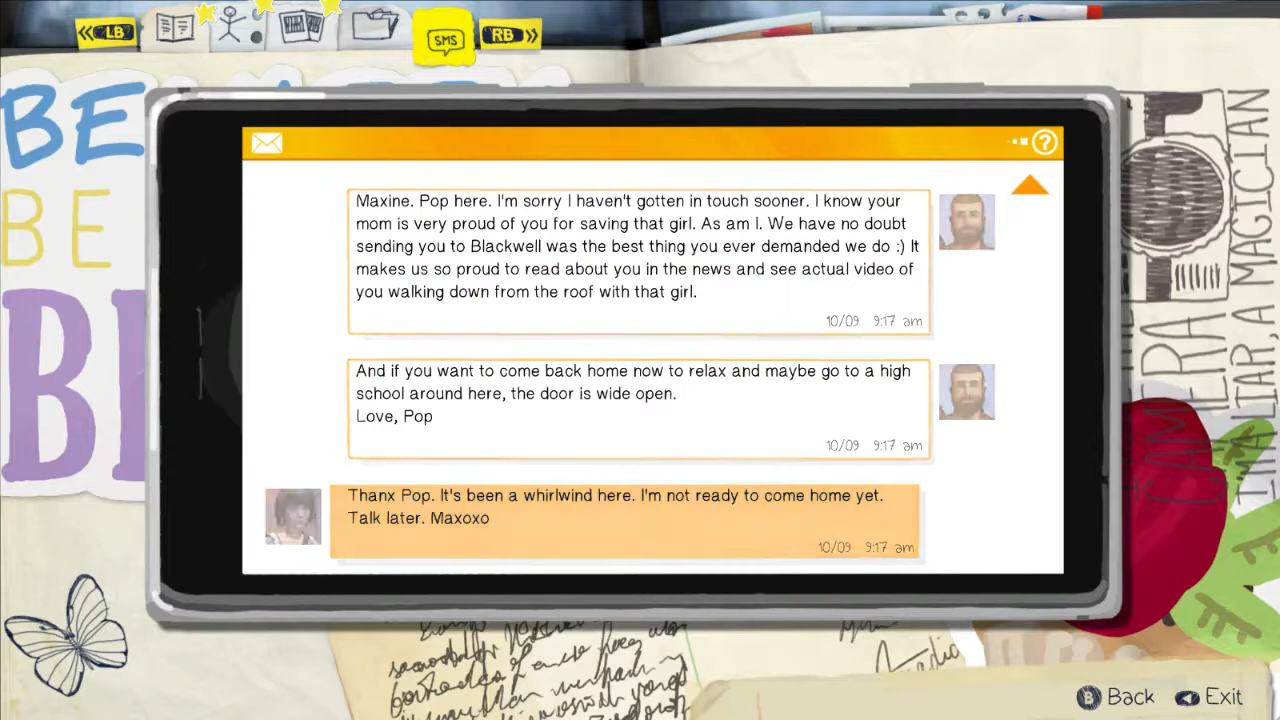 LB
SMS
RB
BE
BE
Maxine. Pop here. I'm sorry I haven't gotten in touch sooner. I know your
mom is very proud of you for saving that girl. As am I. We have no doubt
sending you to Blackwell was the best thing you ever demanded we do :) It
makes us so proud to read about you in the news and see actual video of
you walking down from the roof with that girl.
10/09 9:17 am
And if you want to come back home now to relax and maybe go to a high
school around here, the door is wide open.
Love, Pop
10/09 9:17 am
Thanx Pop. It's been a whirlwind here. I'm not ready to come home yet.
Talk later. Maxoxo
10/09 9:17 am
A MAGICIAN
B Back
Exit